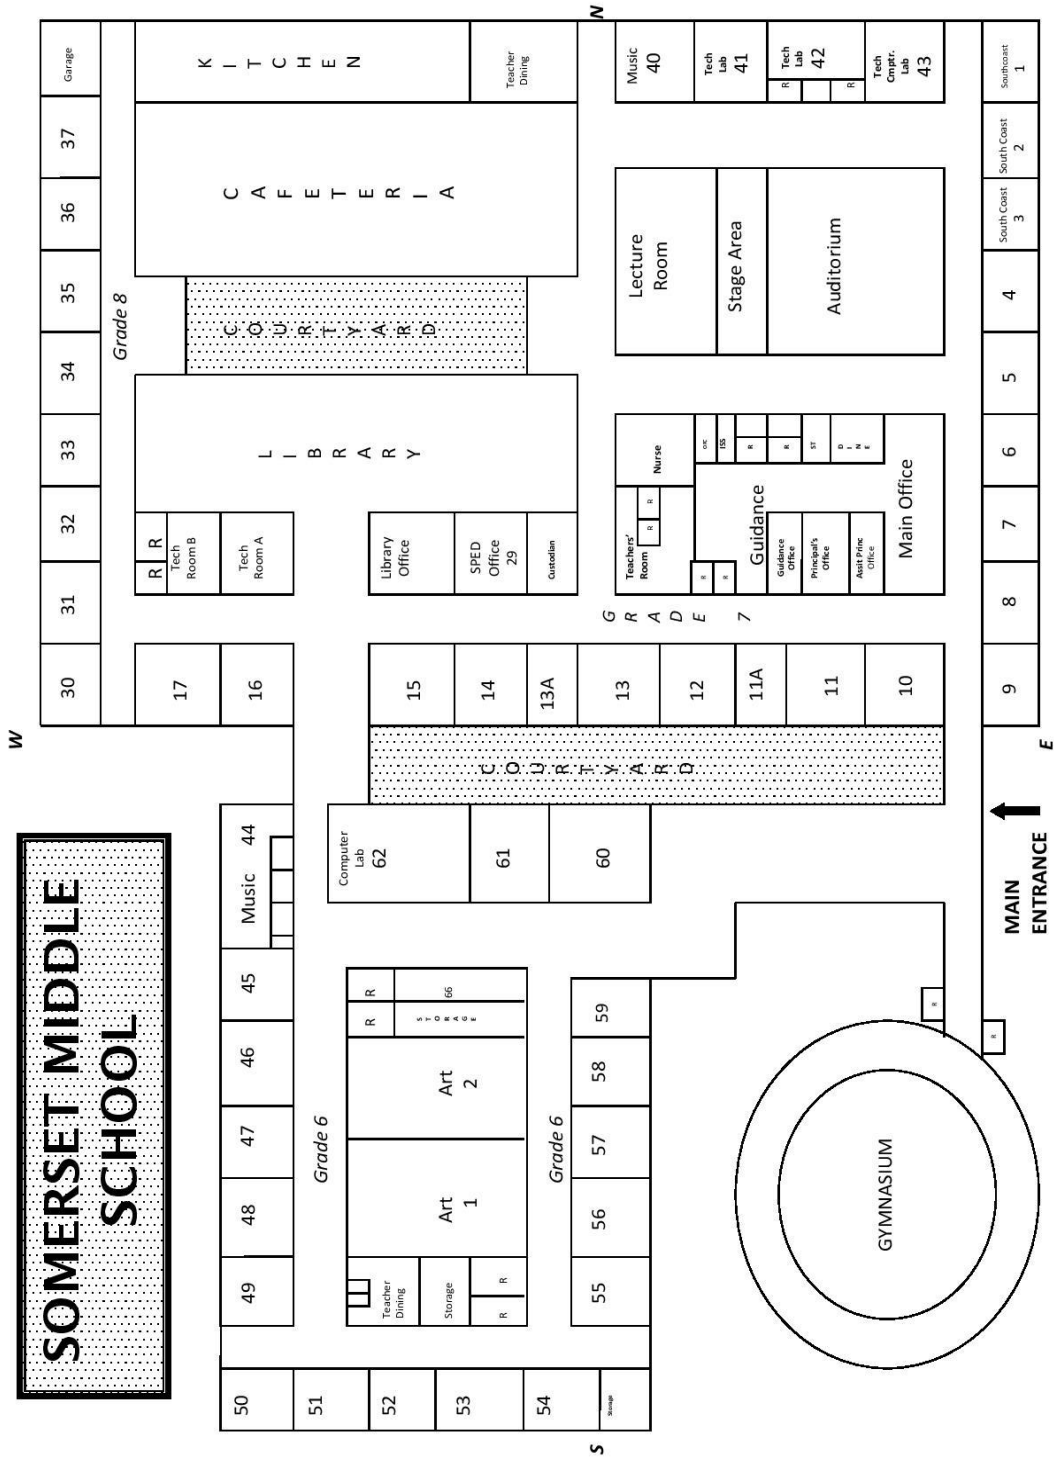 SOMERSET MIDDLE
SCHOOL
N
W
E
S
MAIN
ENTRANCE
Garage
37
36
35
34
33
32
31
30
Grade 8
KITCHEN
Teacher
Dining
CAFETERIA
COURTYARD
LIBRARY
R
R
Tech
Room B
Tech
Room A
Library
Office
SPED
Office
29
Custodian
17
16
15
14
13A
13
12
11A
11
10
9
GRADE 7
COURTYARD
Music
40
Tech
Lab
41
Tech
Lab
42
R
R
Tech
Cmptr.
Lab
43
Southcoast
1
South Coast
2
South Coast
3
4
5
6
7
8
Lecture
Room
Stage Area
Auditorium
Nurse
OTC
ISS
R
R
ST
DINE
Teachers'
Room
R
R
R
R
Guidance
Guidance
Office
Principal's
Office
Assit Princ
Office
Main Office
Music
44
45
46
47
48
49
50
51
52
53
54
Storage
Computer
Lab
62
61
60
Grade 6
R
R
66
STORAGE
Art
2
Art
1
Teacher
Dining
Storage
R
R
Grade 6
59
58
57
56
55
R
R
GYMNASIUM